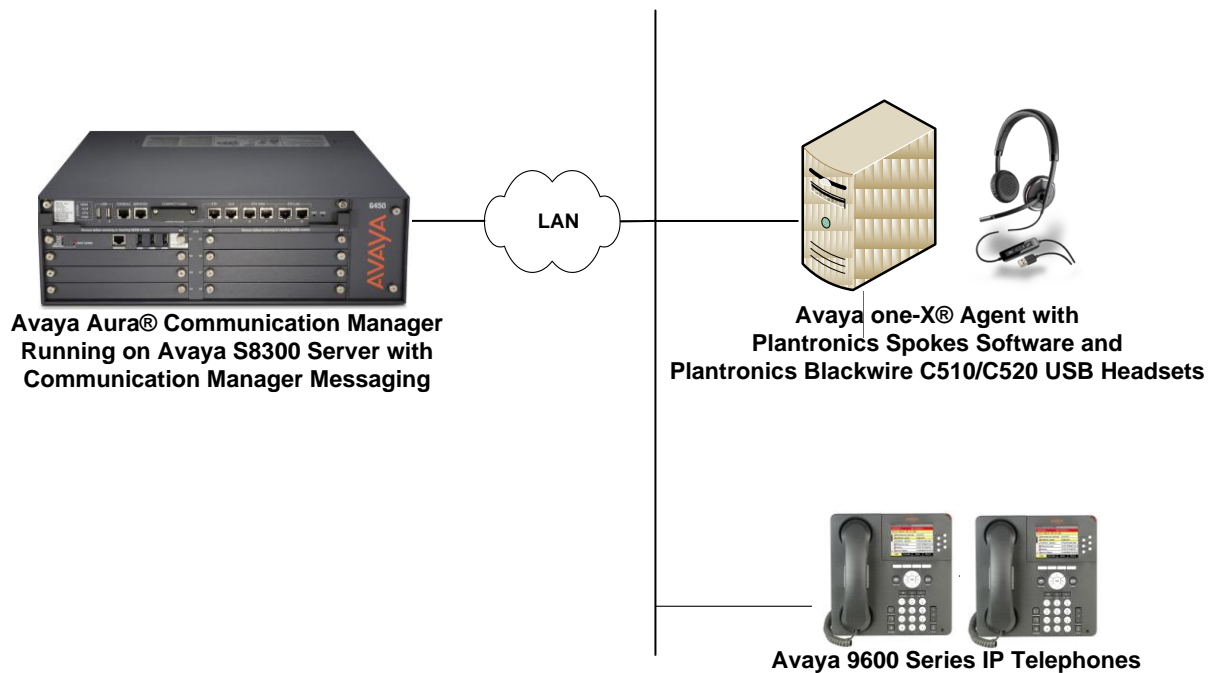 G450
AVAYA
LAN
Avaya Aura® Communication Manager
Running on Avaya S8300 Server with
Communication Manager Messaging
Avaya one-X® Agent with
Plantronics Spokes Software and
Plantronics Blackwire C510/C520 USB Headsets
Avaya 9600 Series IP Telephones